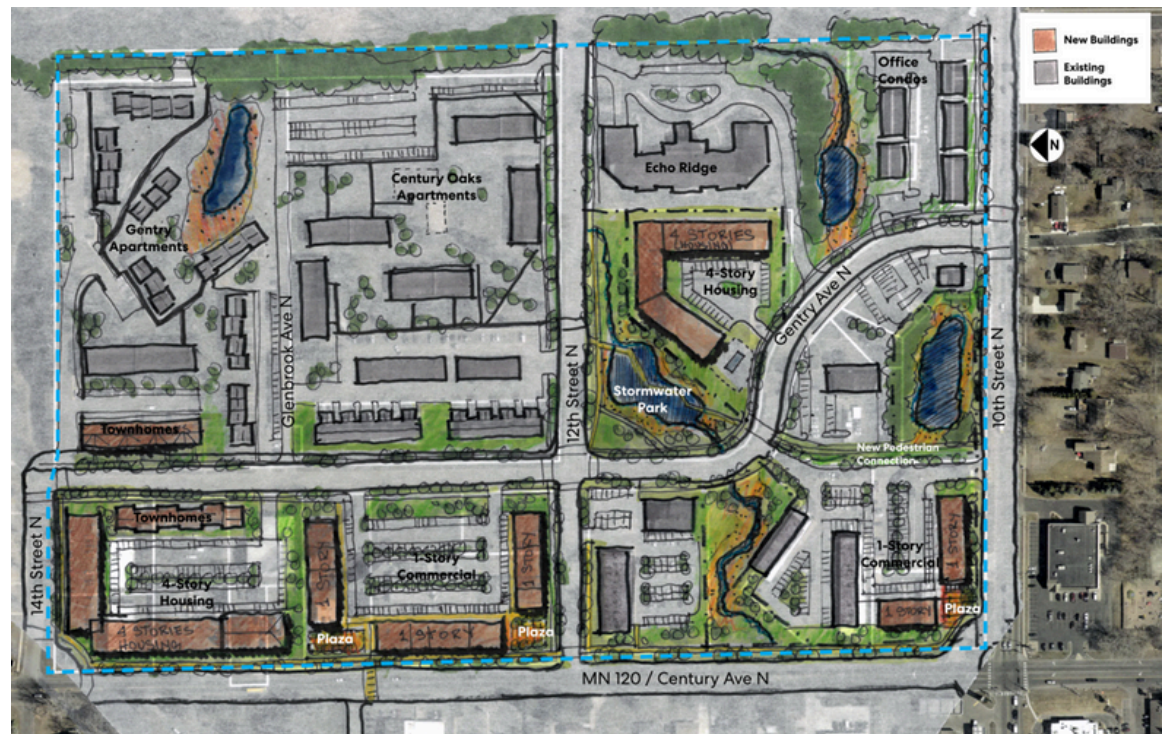 New Buildings
Existing
Buildings
N
Office
Condos
Echo Ridge
Century Oaks
Apartments
Gentry
Apartments
4 STORIES
(HOUSING)
4-Story
Housing
Gentry Ave N
Glenbrook Ave N
12th Street N
10th Street N
Stormwater
Park
Townhomes
New Pedestrian
Connection
14th Street N
Townhomes
4-Story
Housing
4 STORIES
HOUSING
1 STORY
1-Story
Commercial
1 STORY
1 STORY
Plaza
Plaza
1-Story
Commercial
1 STORY
1 STORY
Plaza
MN 120 / Century Ave N